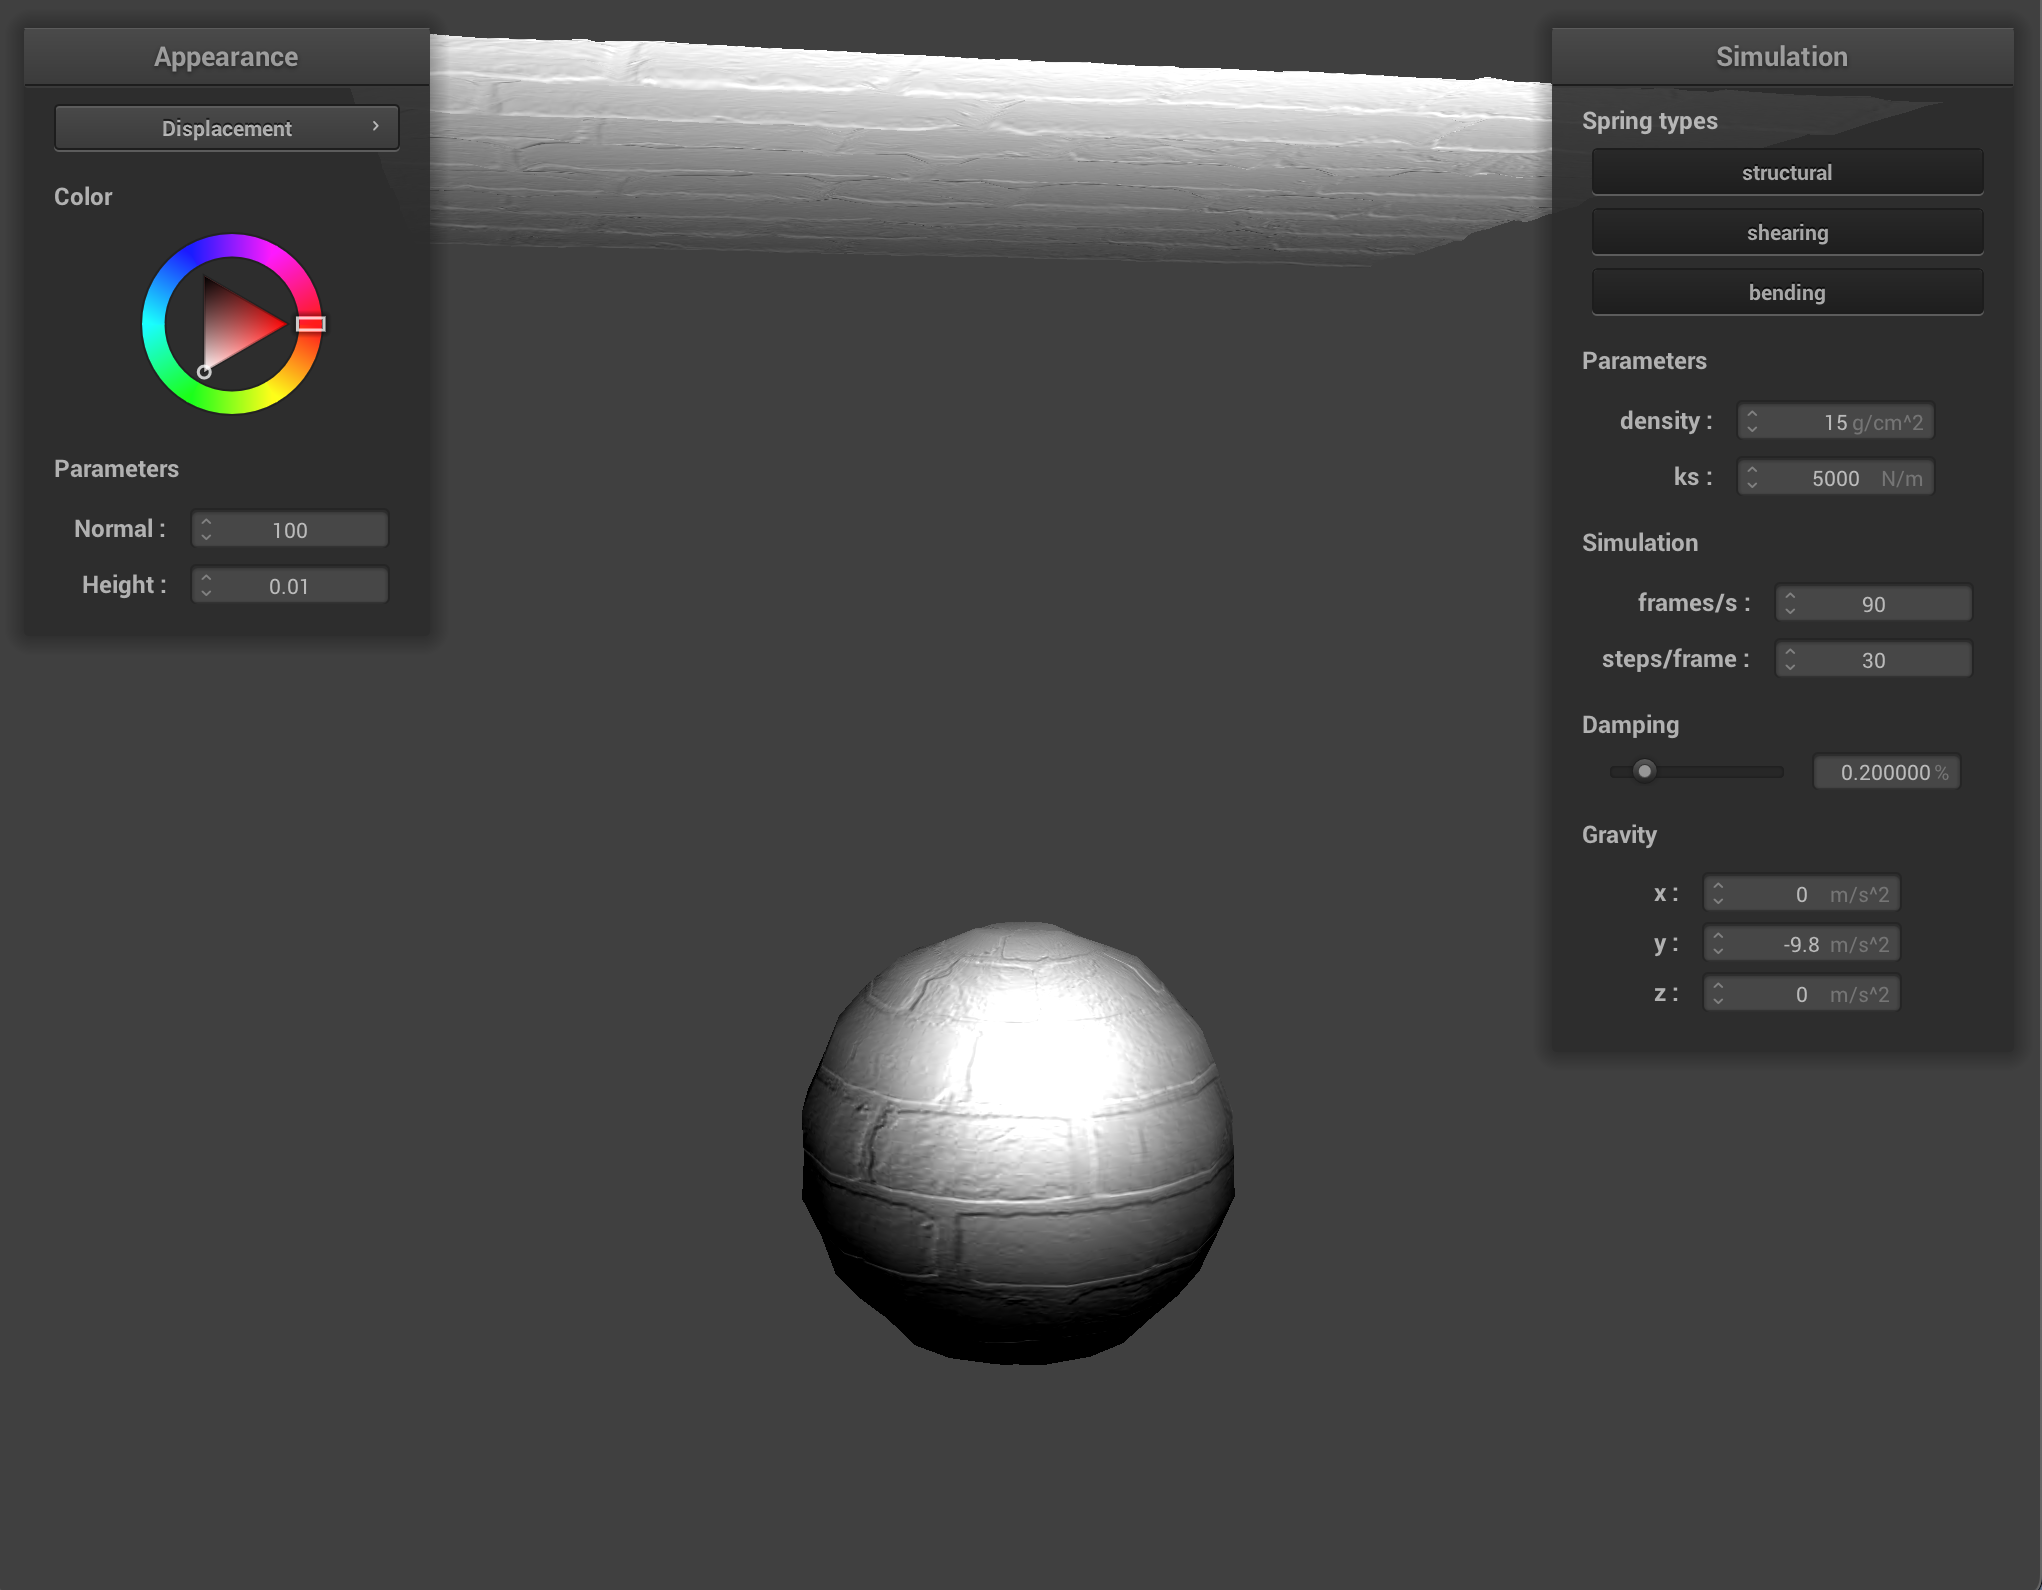 Appearance
Displacement
Color
Parameters
Normal : 100
Height : 0.01
Simulation
Spring types
structural
shearing
bending
Parameters
density : 15 g/cm^2
ks : 5000 N/m
Simulation
frames/s : 90
steps/frame : 30
Damping
0.200000 %
Gravity
x : 0 m/s^2
y : -9.8 m/s^2
z : 0 m/s^2